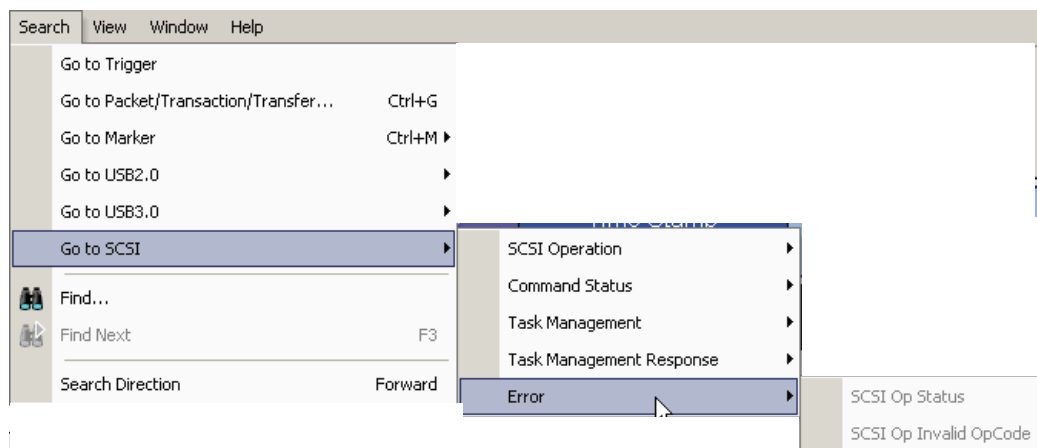 Search View Window Help
Go to Trigger
Go to Packet/Transaction/Transfer... Ctrl+G
Go to Marker Ctrl+M
Go to USB2.0
Go to USB3.0
Go to SCSI
Find...
Find Next F3
Search Direction Forward
Time Stamp
SCSI Operation
Command Status
Task Management
Task Management Response
Error
SCSI Op Status
SCSI Op Invalid OpCode